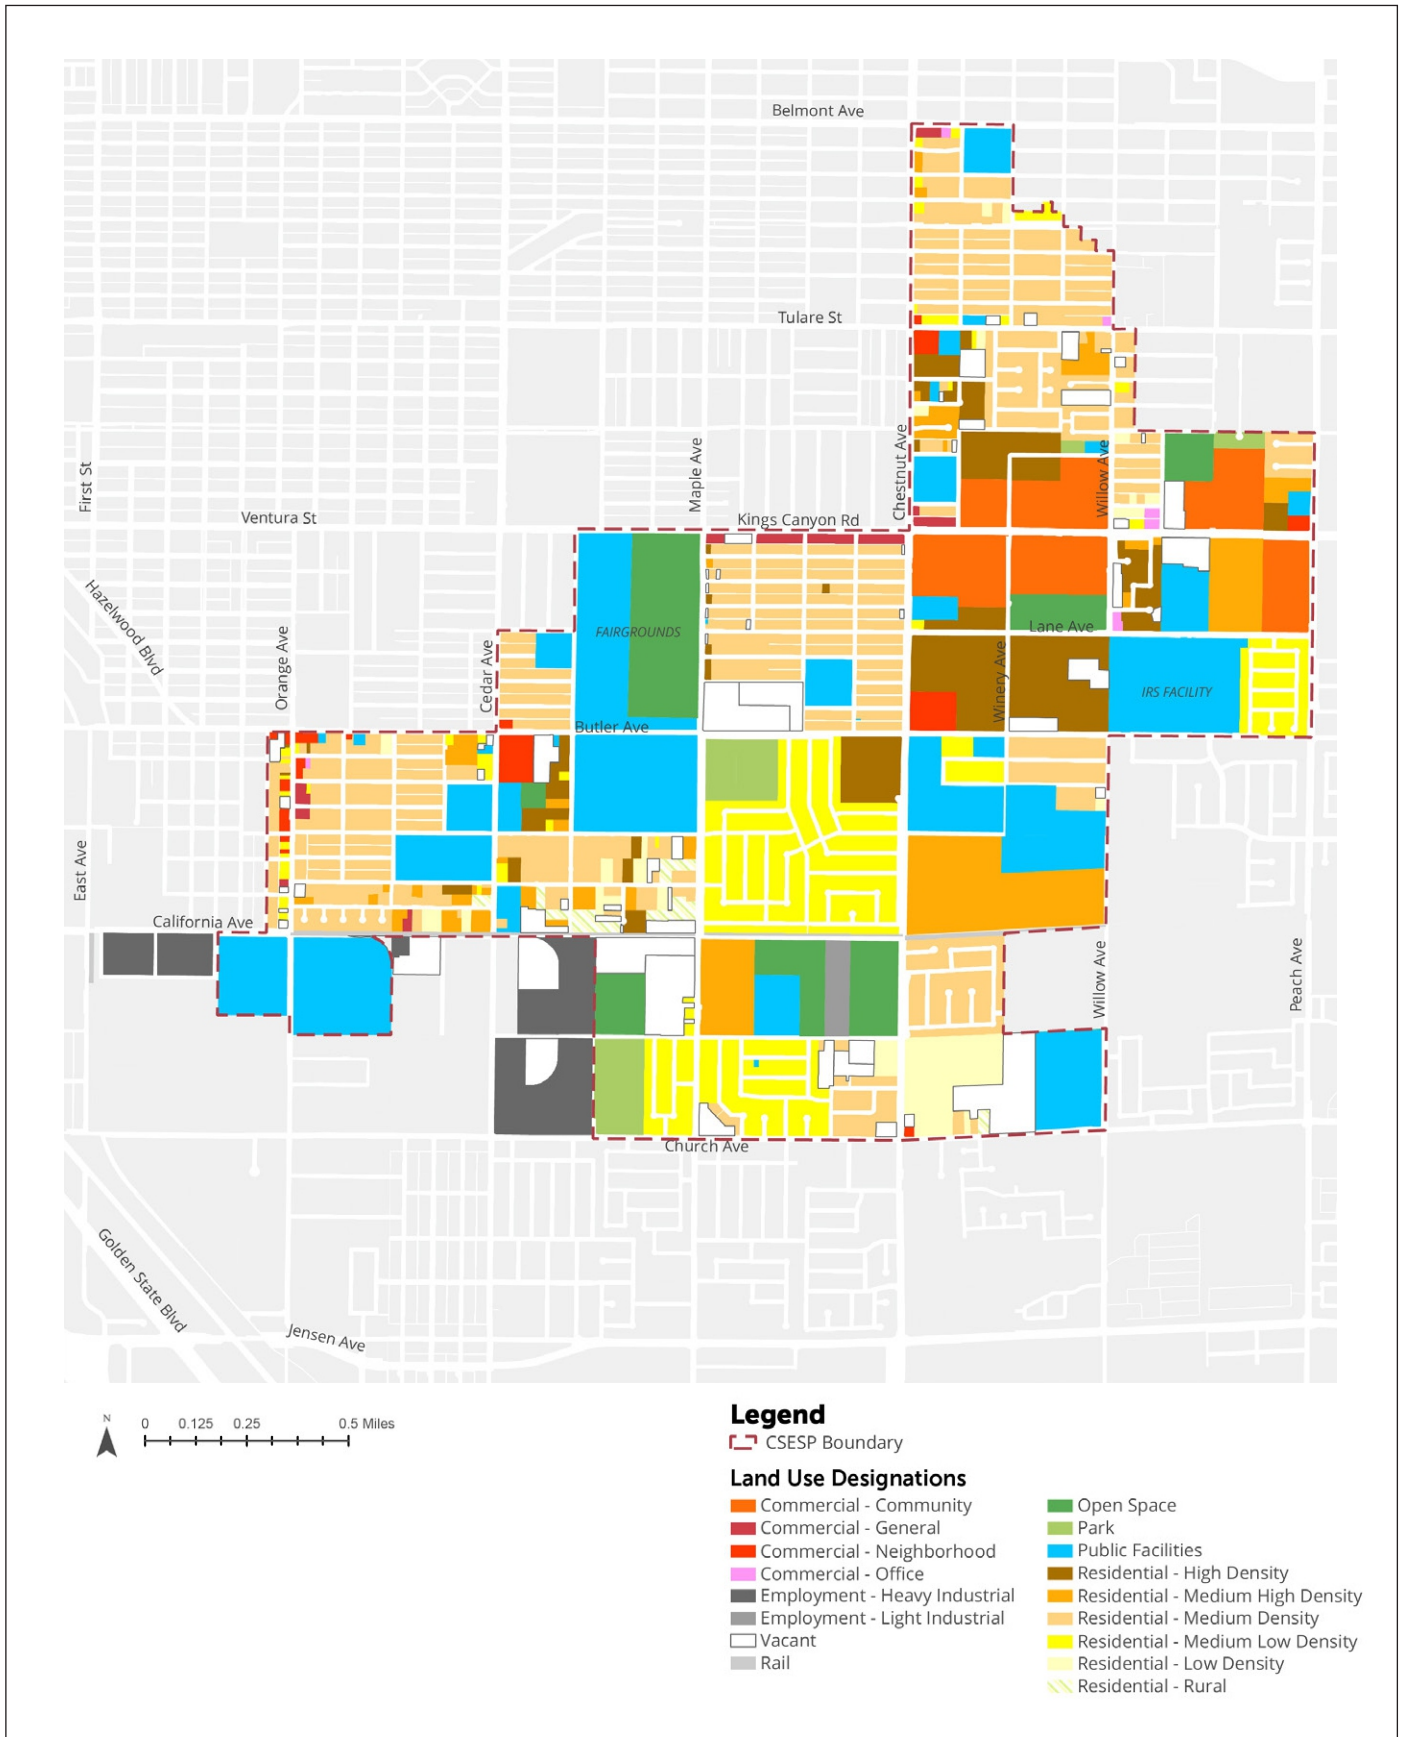 Belmont Ave
Tulare St
Maple Ave
Chestnut Ave
Willow Ave
First St
Ventura St
Kings Canyon Rd
Hazelwood Blvd
Orange Ave
Cedar Ave
FAIRGROUNDS
Lane Ave
Winery Ave
IRS FACILITY
Butler Ave
East Ave
California Ave
Willow Ave
Peach Ave
Church Ave
Golden State Blvd
Jensen Ave
N
0 0.125 0.25 0.5 Miles
Legend
CSESP Boundary
Land Use Designations
Commercial - Community
Commercial - General
Commercial - Neighborhood
Commercial - Office
Employment - Heavy Industrial
Employment - Light Industrial
Vacant
Rail
Open Space
Park
Public Facilities
Residential - High Density
Residential - Medium High Density
Residential - Medium Density
Residential - Medium Low Density
Residential - Low Density
Residential - Rural